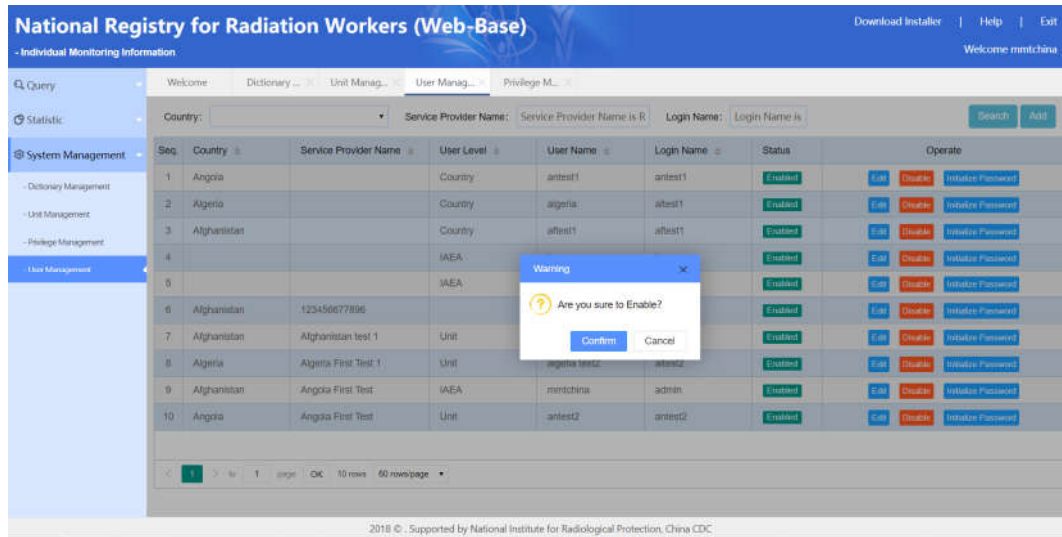 National Registry for Radiation Workers (Web-Base)
Download Installer | Help | Exit
- Individual Monitoring Information
Welcome mmtchina
Query
Statistic
System Management
- Dictionary Management
- Unit Management
- Privilege Management
- User Management
Welcome Dictionary ... Unit Manag... User Manag... Privilege M...
Country: Service Provider Name: Service Provider Name is R Login Name: Login Name is Search Add
Seq. Country Service Provider Name User Level User Name Login Name Status Operate
1 Angola Country antest1 antest1 Enabled Edit Disable Initialize Password
2 Algeria Country algeria altest1 Enabled Edit Disable Initialize Password
3 Afghanistan Country aftest1 aftest1 Enabled Edit Disable Initialize Password
4 IAEA Enabled Edit Disable Initialize Password
5 IAEA Enabled Edit Disable Initialize Password
6 Afghanistan 123456677896 Enabled Edit Disable Initialize Password
7 Afghanistan Afghanistan test 1 Unit Enabled Edit Disable Initialize Password
8 Algeria Algeria First Test 1 Unit algeria test2 altest2 Enabled Edit Disable Initialize Password
9 Afghanistan Angola First Test IAEA mmtchina admin Enabled Edit Disable Initialize Password
10 Angola Angola First Test Unit antest2 antest2 Enabled Edit Disable Initialize Password
Warning
Are you sure to Enable?
Confirm Cancel
1 to 1 page OK 10 rows 60 rows/page
2018 © . Supported by National Institute for Radiological Protection, China CDC